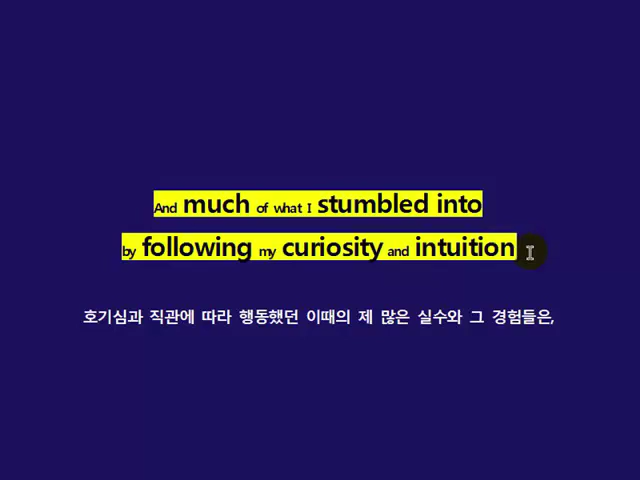 And much of what I stumbled into
by following my curiosity and intuition
호기심과 직관에 따라 행동했던 이때의 제 많은 실수와 그 경험들은,